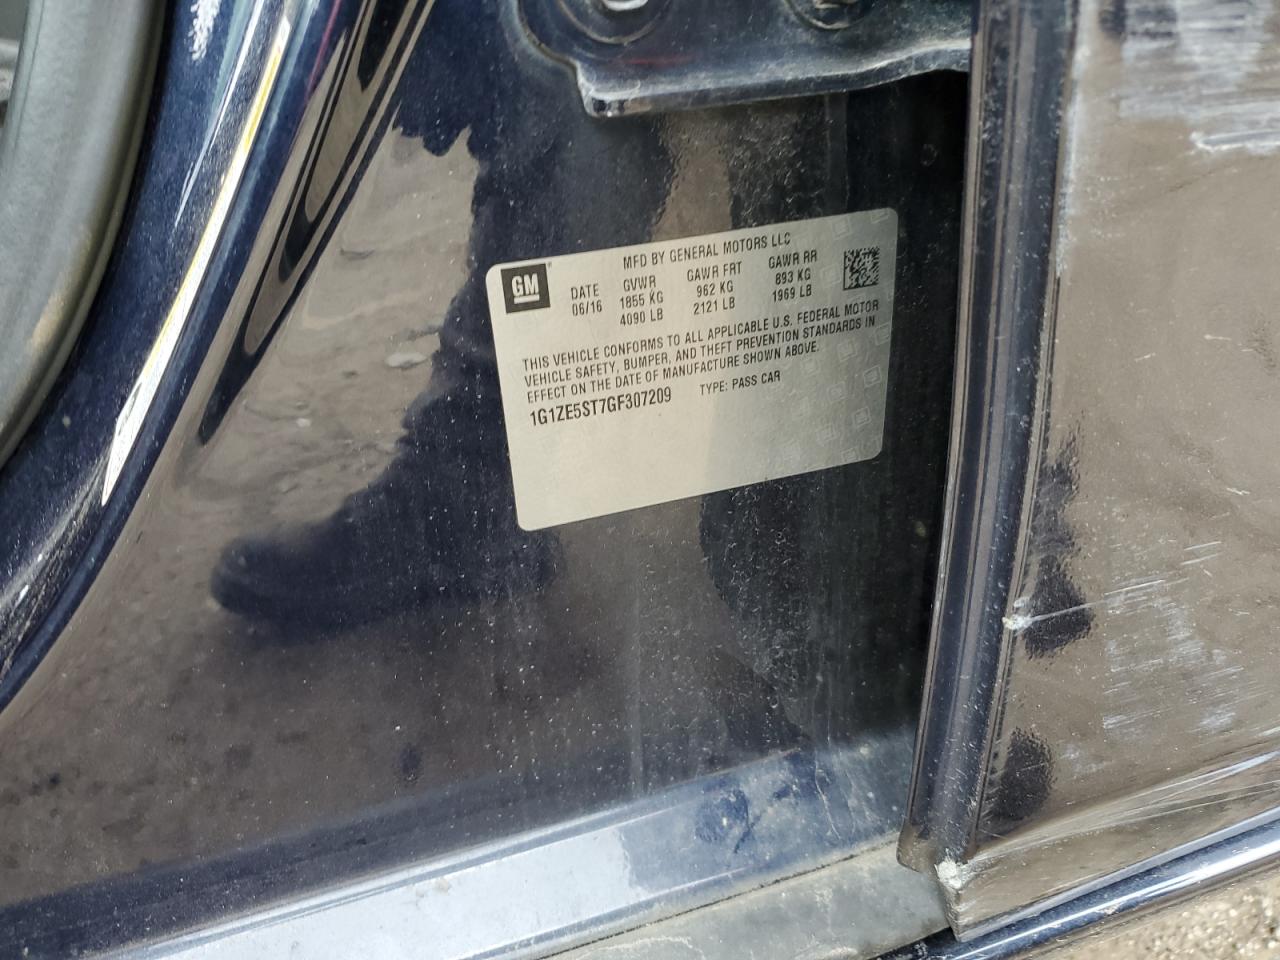 MFD BY GENERAL MOTORS LLC
GM
DATE GVWR GAWR FRT GAWR RR
06/16 1855 KG 962 KG 893 KG
4090 LB 2121 LB 1969 LB
THIS VEHICLE CONFORMS TO ALL APPLICABLE U.S. FEDERAL MOTOR
VEHICLE SAFETY, BUMPER, AND THEFT PREVENTION STANDARDS IN
EFFECT ON THE DATE OF MANUFACTURE SHOWN ABOVE.
1G1ZE5ST7GF307209 TYPE: PASS CAR